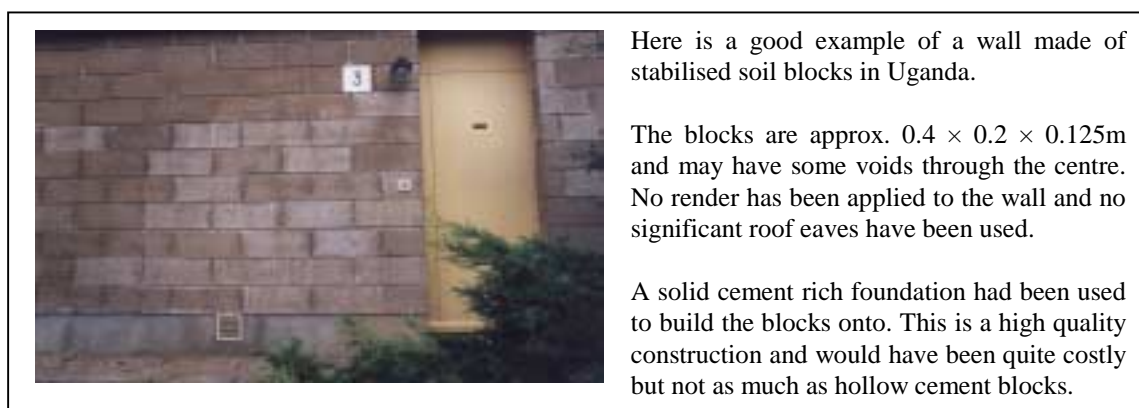 3
Here is a good example of a wall made of
stabilised soil blocks in Uganda.
The blocks are approx. 0.4 × 0.2 × 0.125m
and may have some voids through the centre.
No render has been applied to the wall and no
significant roof eaves have been used.
A solid cement rich foundation had been used
to build the blocks onto. This is a high quality
construction and would have been quite costly
but not as much as hollow cement blocks.